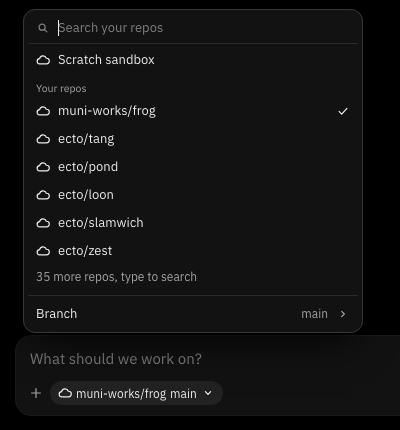 Search your repos
Scratch sandbox
Your repos
muni-works/frog
ecto/tang
ecto/pond
ecto/loon
ecto/slamwich
ecto/zest
35 more repos, type to search
Branch main
What should we work on?
muni-works/frog main